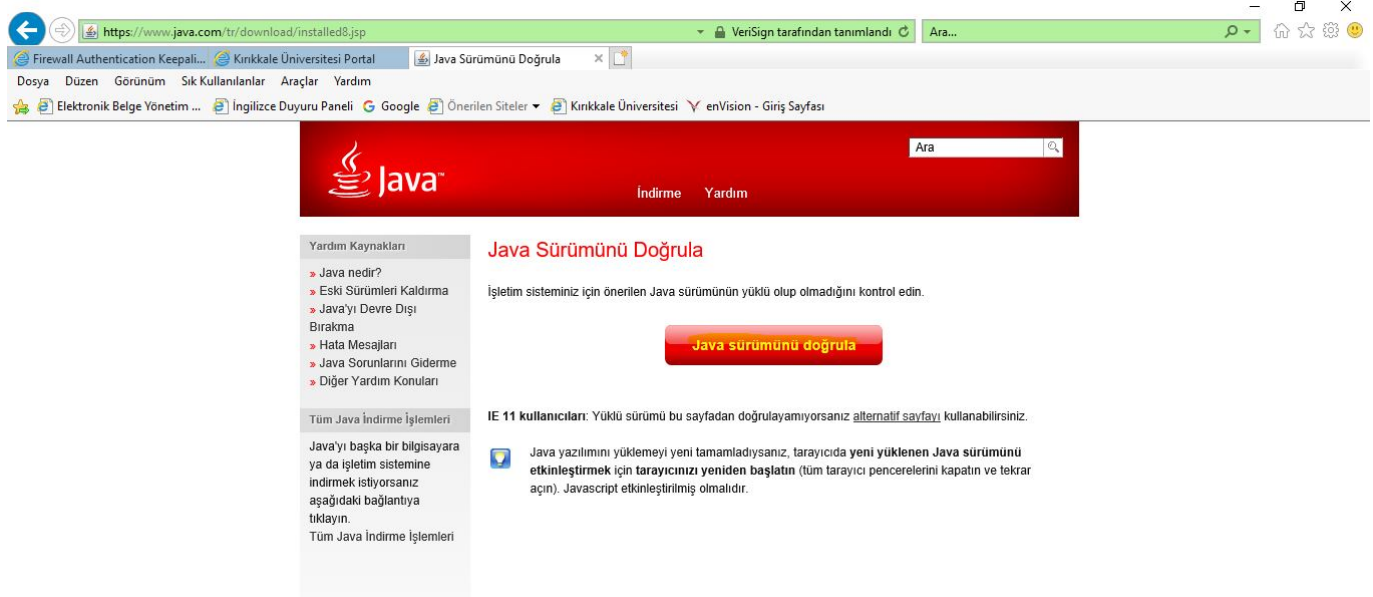 https://www.java.com/tr/download/installed8.jsp
VeriSign tarafından tanımlandı
Ara...
Firewall Authentication Keepali...
Kırıkkale Üniversitesi Portal
Java Sürümünü Doğrula
Dosya Düzen Görünüm Sık Kullanılanlar Araçlar Yardım
Elektronik Belge Yönetim ... İngilizce Duyuru Paneli Google Önerilen Siteler Kırıkkale Üniversitesi enVision - Giriş Sayfası
Java™
Ara
İndirme Yardım
Yardım Kaynakları
» Java nedir?
» Eski Sürümleri Kaldırma
» Java'yı Devre Dışı
Bırakma
» Hata Mesajları
» Java Sorunlarını Giderme
» Diğer Yardım Konuları
Tüm Java İndirme İşlemleri
Java'yı başka bir bilgisayara
ya da işletim sistemine
indirmek istiyorsanız
aşağıdaki bağlantıya
tıklayın.
Tüm Java İndirme İşlemleri
Java Sürümünü Doğrula
İşletim sisteminiz için önerilen Java sürümünün yüklü olup olmadığını kontrol edin.
Java sürümünü doğrula
IE 11 kullanıcıları: Yüklü sürümü bu sayfadan doğrulayamıyorsanız alternatif sayfayı kullanabilirsiniz.
Java yazılımını yüklemeyi yeni tamamladıysanız, tarayıcıda yeni yüklenen Java sürümünü
etkinleştirmek için tarayıcınızı yeniden başlatın (tüm tarayıcı pencerelerini kapatın ve tekrar
açın). Javascript etkinleştirilmiş olmalıdır.